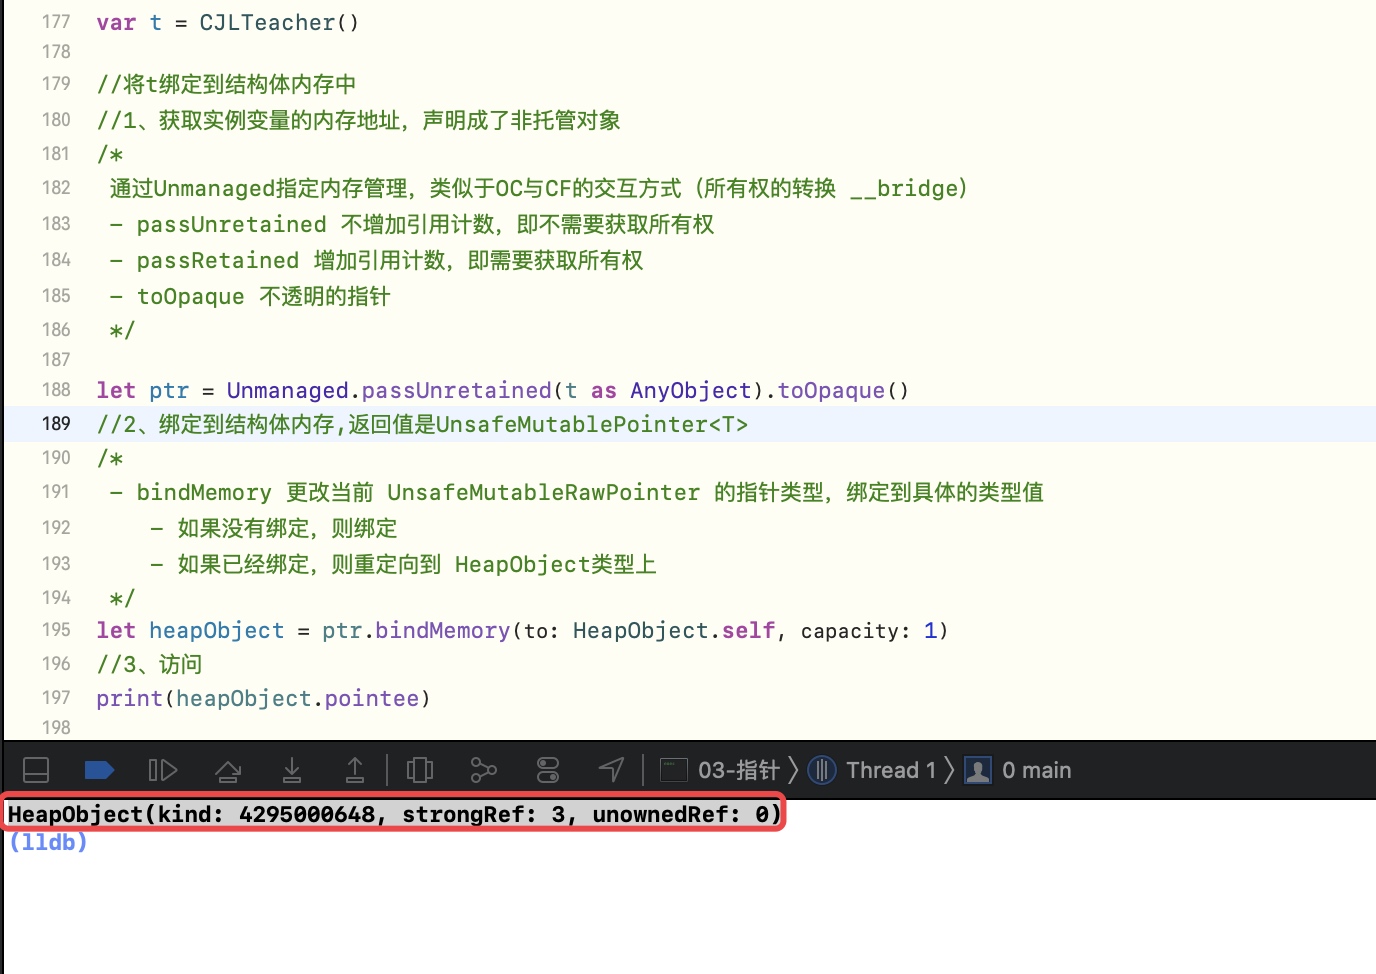 177 var t = CJLTeacher()
178
179 //将t绑定到结构体内存中
180 //1、获取实例变量的内存地址，声明成了非托管对象
181 /*
182 通过Unmanaged指定内存管理，类似于OC与CF的交互方式（所有权的转换 __bridge）
183 - passUnretained 不增加引用计数，即不需要获取所有权
184 - passRetained 增加引用计数，即需要获取所有权
185 - toOpaque 不透明的指针
186 */
187
188 let ptr = Unmanaged.passUnretained(t as AnyObject).toOpaque()
189 //2、绑定到结构体内存,返回值是UnsafeMutablePointer<T>
190 /*
191 - bindMemory 更改当前 UnsafeMutableRawPointer 的指针类型，绑定到具体的类型值
192 - 如果没有绑定，则绑定
193 - 如果已经绑定，则重定向到 HeapObject类型上
194 */
195 let heapObject = ptr.bindMemory(to: HeapObject.self, capacity: 1)
196 //3、访问
197 print(heapObject.pointee)
198
03-指针 〉 Thread 1 〉 0 main
HeapObject(kind: 4295000648, strongRef: 3, unownedRef: 0)
(lldb)